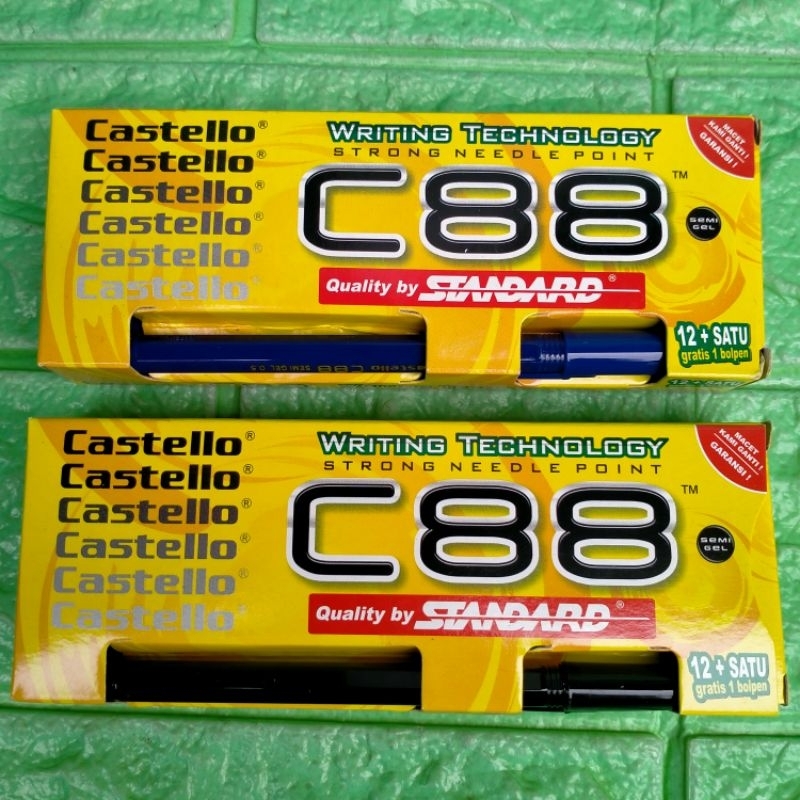 Castello®
Castello®
Castello®
Castello®
Castello®
Castello®
WRITING TECHNOLOGY
STRONG NEEDLE POINT
C88™
SEMI
GEL
Quality by STANDARD®
MACET
KAMI GANTI!
GARANSI!
12 + SATU
gratis 1 bolpen
12 + SATU
Castello C88 SEMI GEL 0.5
Castello®
Castello®
Castello®
Castello®
Castello®
Castello®
WRITING TECHNOLOGY
STRONG NEEDLE POINT
C88™
SEMI
GEL
Quality by STANDARD®
MACET
KAMI GANTI!
GARANSI!
12 + SATU
gratis 1 bolpen